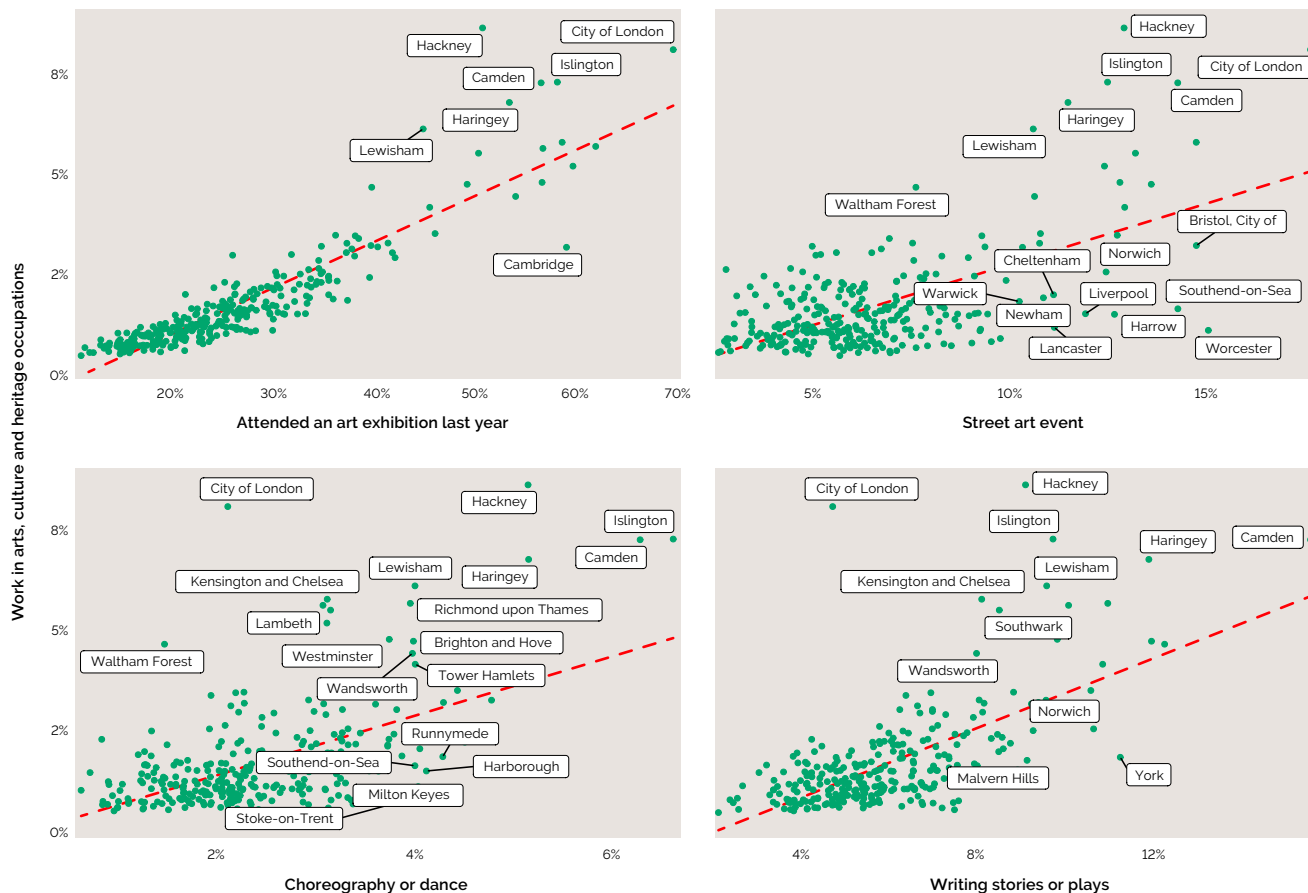 Work in arts, culture and heritage occupations
8%
5%
2%
0%
Hackney
City of London
Camden
Islington
Haringey
Lewisham
Cambridge
20%
30%
40%
50%
60%
70%
Attended an art exhibition last year
Hackney
Islington
City of London
Camden
Haringey
Lewisham
Waltham Forest
Bristol, City of
Cheltenham
Norwich
Warwick
Liverpool
Southend-on-Sea
Newham
Harrow
Lancaster
Worcester
5%
10%
15%
Street art event
8%
5%
2%
0%
City of London
Hackney
Islington
Camden
Lewisham
Haringey
Kensington and Chelsea
Richmond upon Thames
Lambeth
Brighton and Hove
Waltham Forest
Westminster
Tower Hamlets
Wandsworth
Runnymede
Southend-on-Sea
Harborough
Milton Keyes
Stoke-on-Trent
2%
4%
6%
Choreography or dance
City of London
Hackney
Islington
Haringey
Camden
Lewisham
Kensington and Chelsea
Southwark
Wandsworth
Norwich
Malvern Hills
York
4%
8%
12%
Writing stories or plays